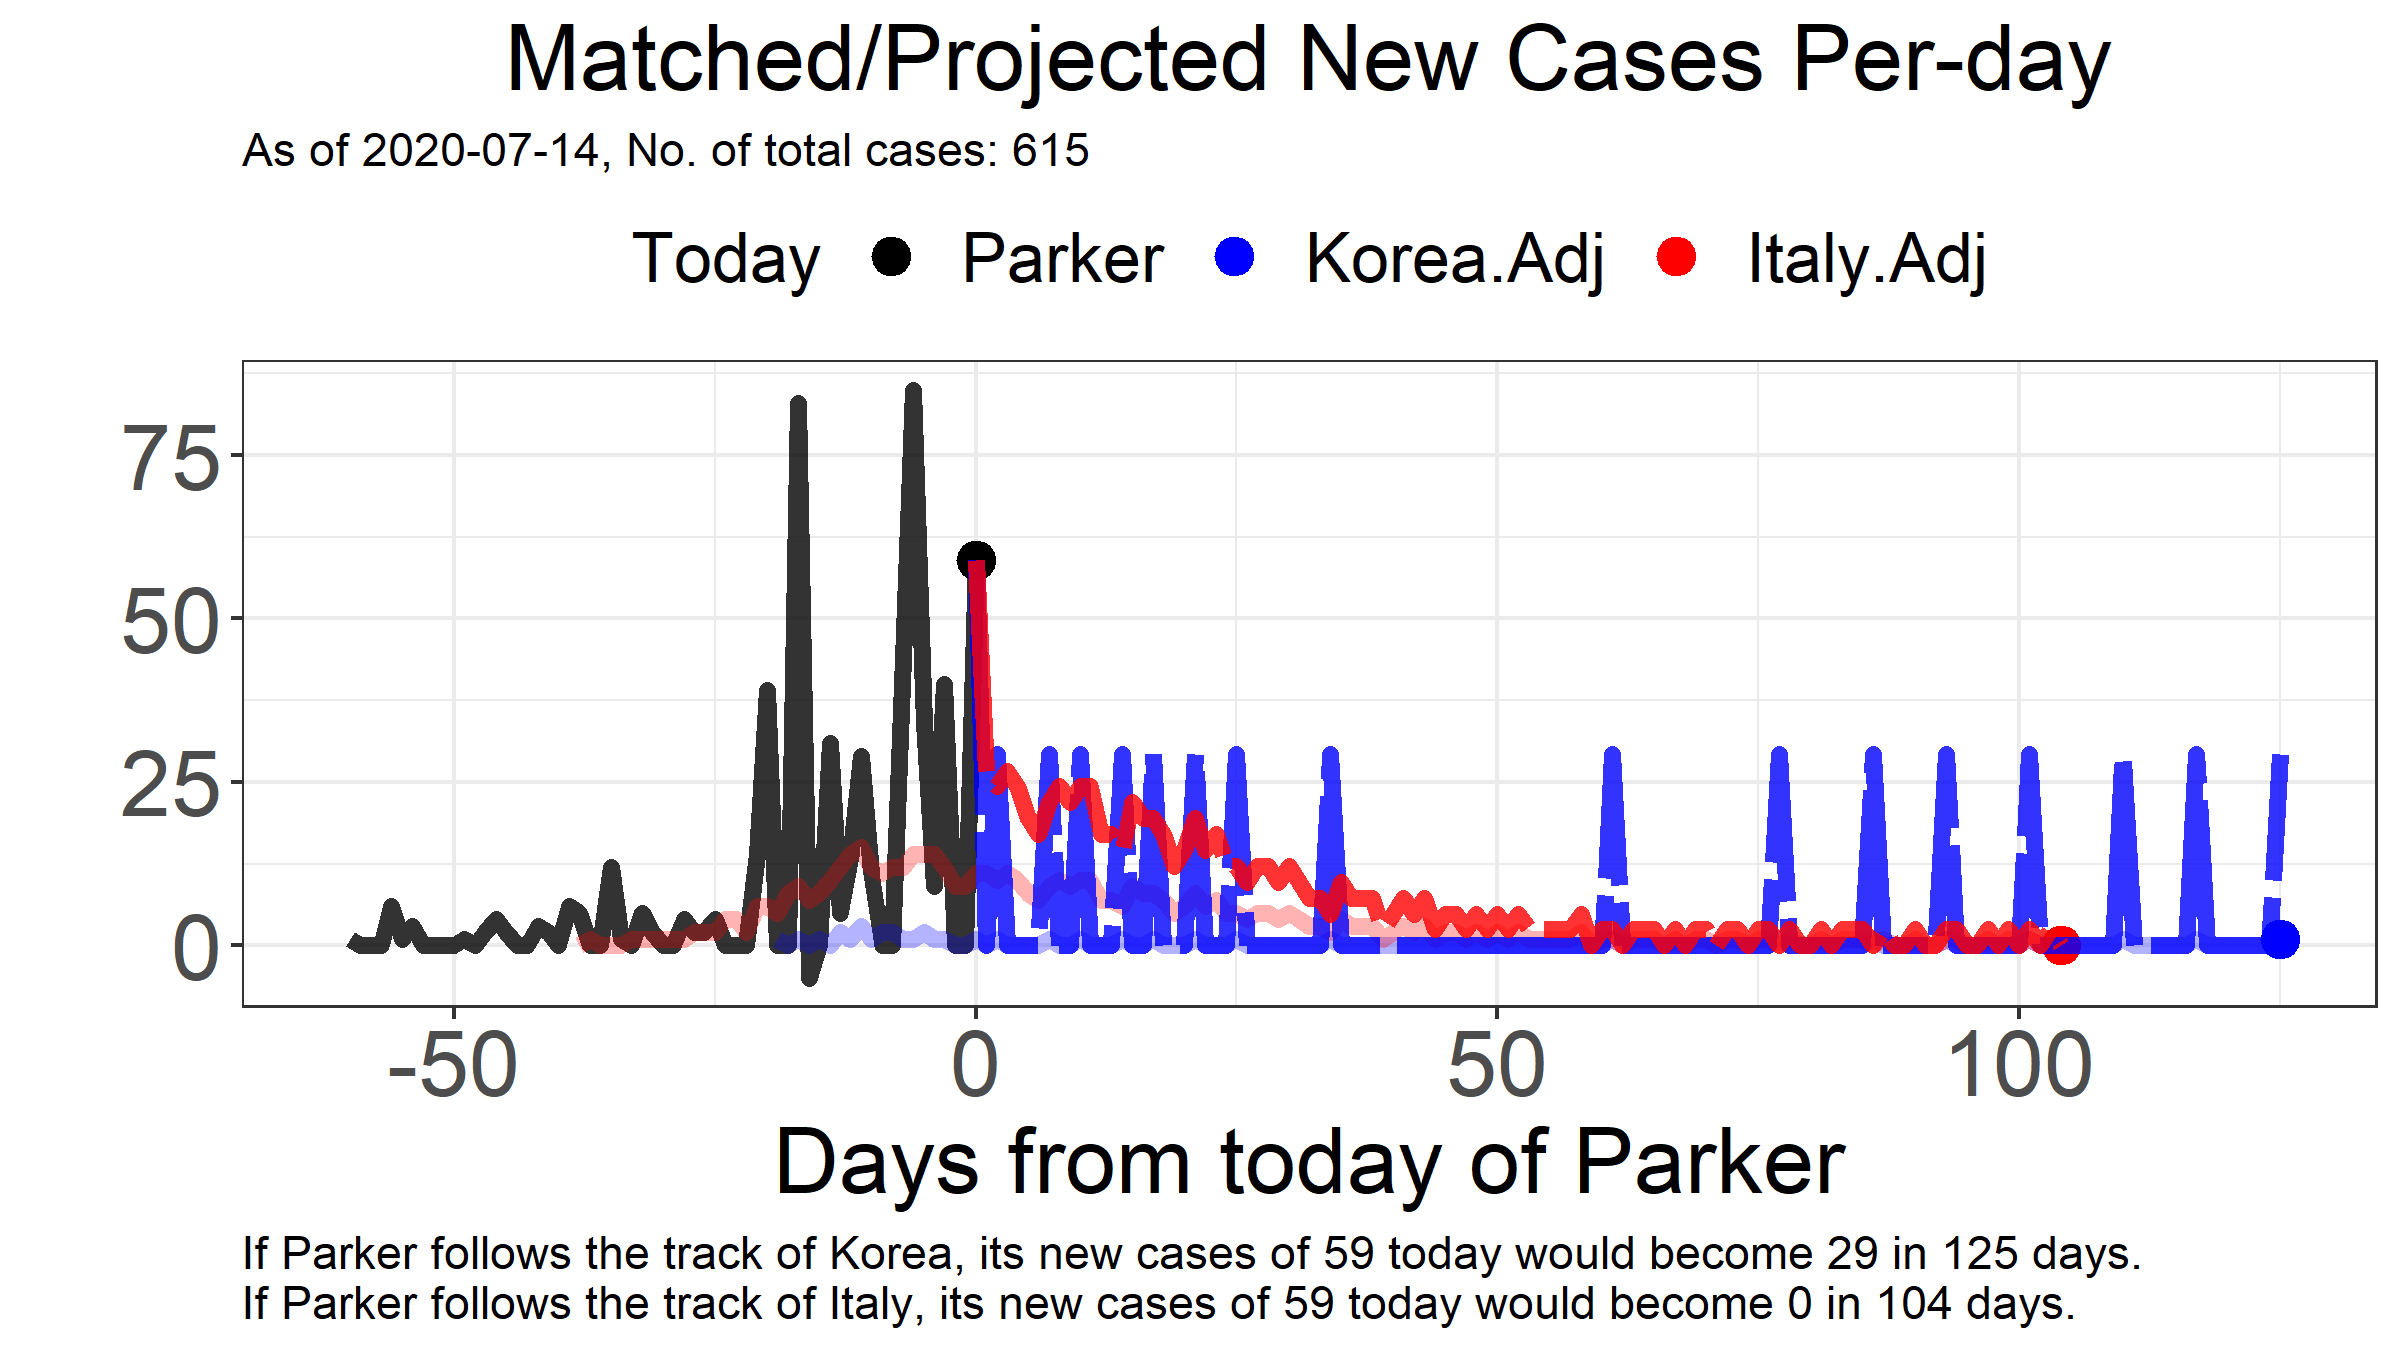 Matched/Projected New Cases Per-day
As of 2020-07-14, No. of total cases: 615
Today Parker Korea.Adj Italy.Adj
75
50
25
0
-50 0 50 100
Days from today of Parker
If Parker follows the track of Korea, its new cases of 59 today would become 29 in 125 days.
If Parker follows the track of Italy, its new cases of 59 today would become 0 in 104 days.